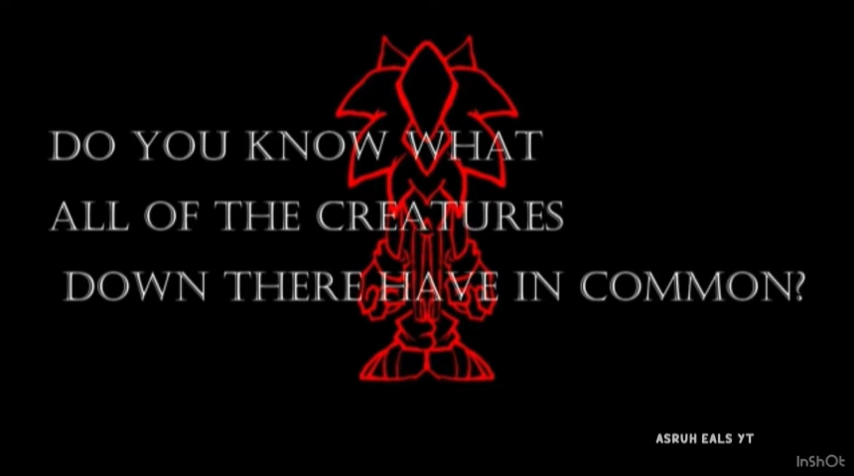 DO YOU KNOW WHAT
ALL OF THE CREATURES
DOWN THERE HAVE IN COMMON?
ASRUH EALS YT
InShOt